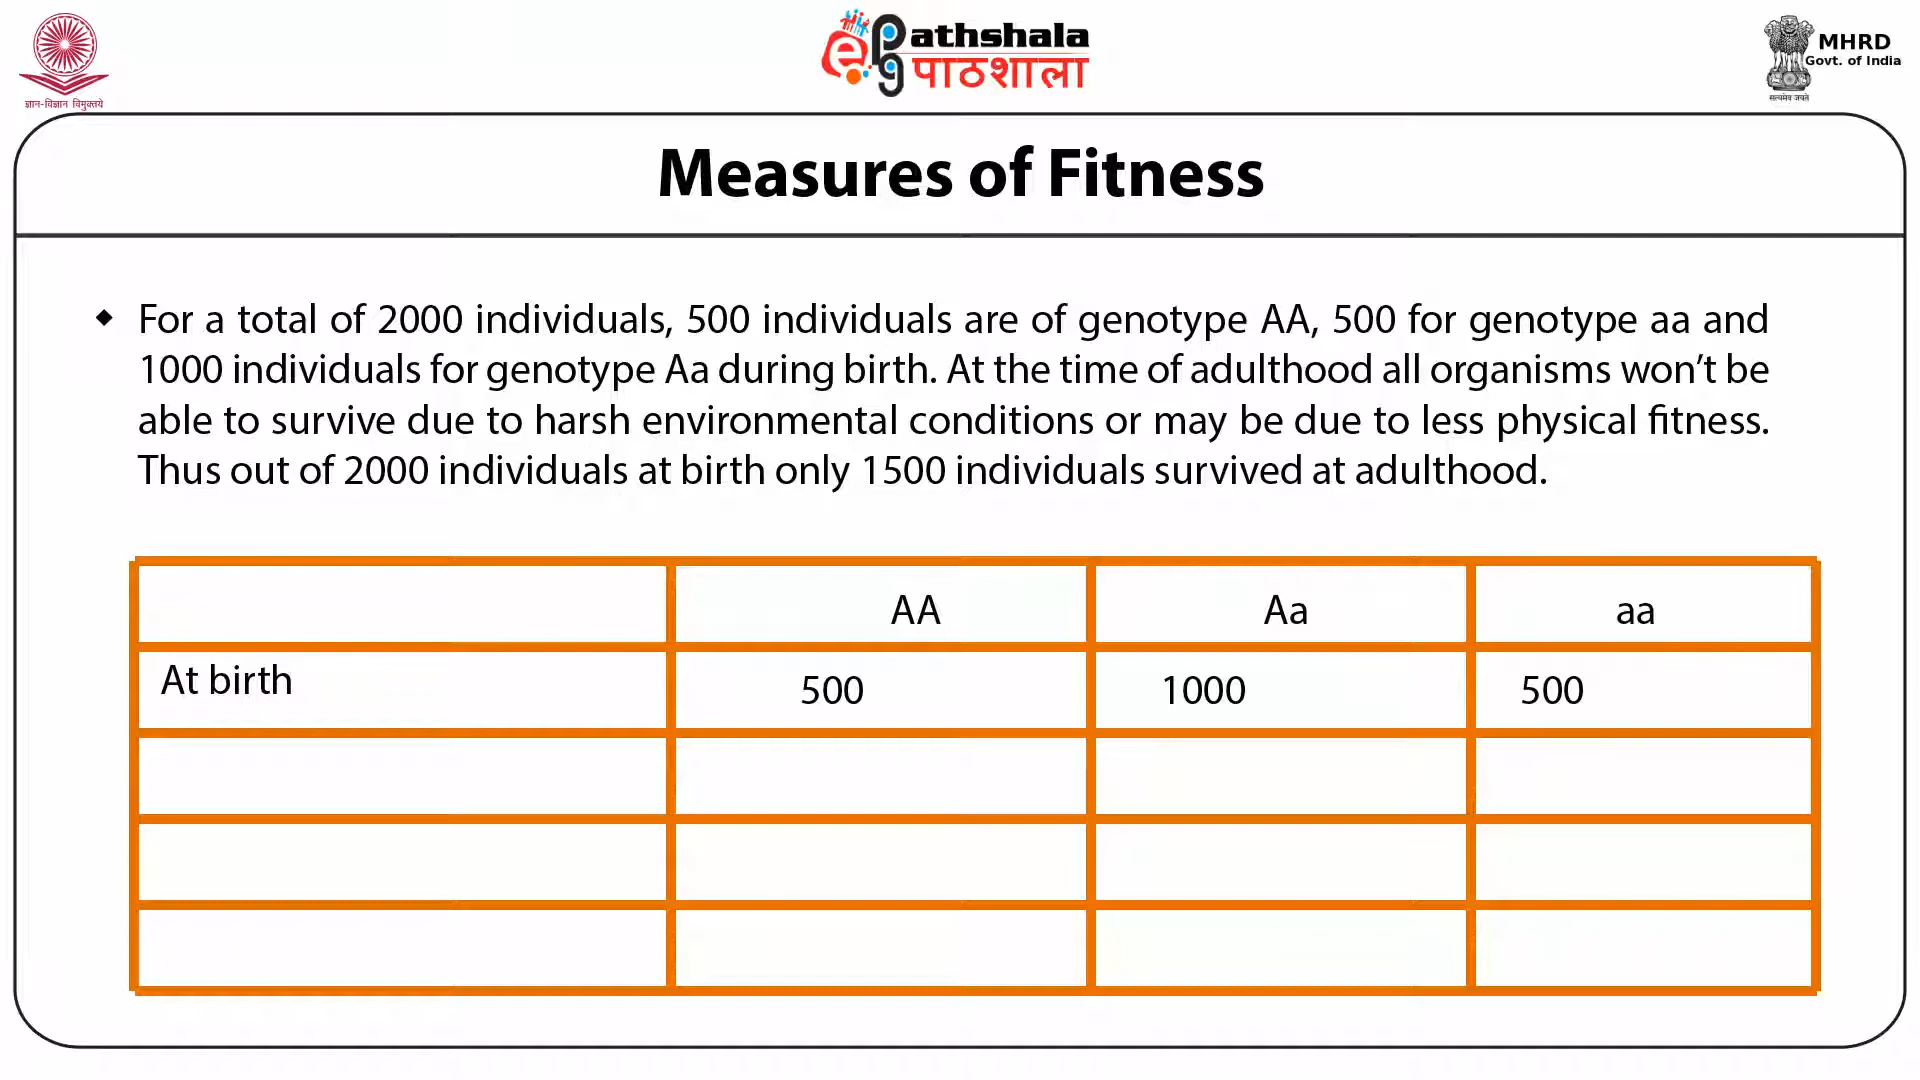 ज्ञान-विज्ञान विमुक्तये
ePathshala
पाठशाला
MHRD
Govt. of India
सत्यमेव जयते
Measures of Fitness
For a total of 2000 individuals, 500 individuals are of genotype AA, 500 for genotype aa and
1000 individuals for genotype Aa during birth. At the time of adulthood all organisms won't be
able to survive due to harsh environmental conditions or may be due to less physical fitness.
Thus out of 2000 individuals at birth only 1500 individuals survived at adulthood.
AA Aa aa
At birth 500 1000 500